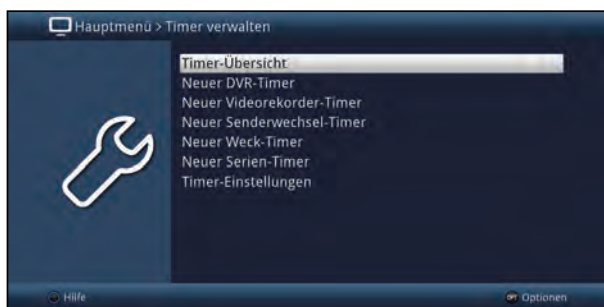 Hauptmenü > Timer verwalten
Timer-Übersicht
Neuer DVR-Timer
Neuer Videorekorder-Timer
Neuer Senderwechsel-Timer
Neuer Weck-Timer
Neuer Serien-Timer
Timer-Einstellungen
Hilfe
OPT Optionen